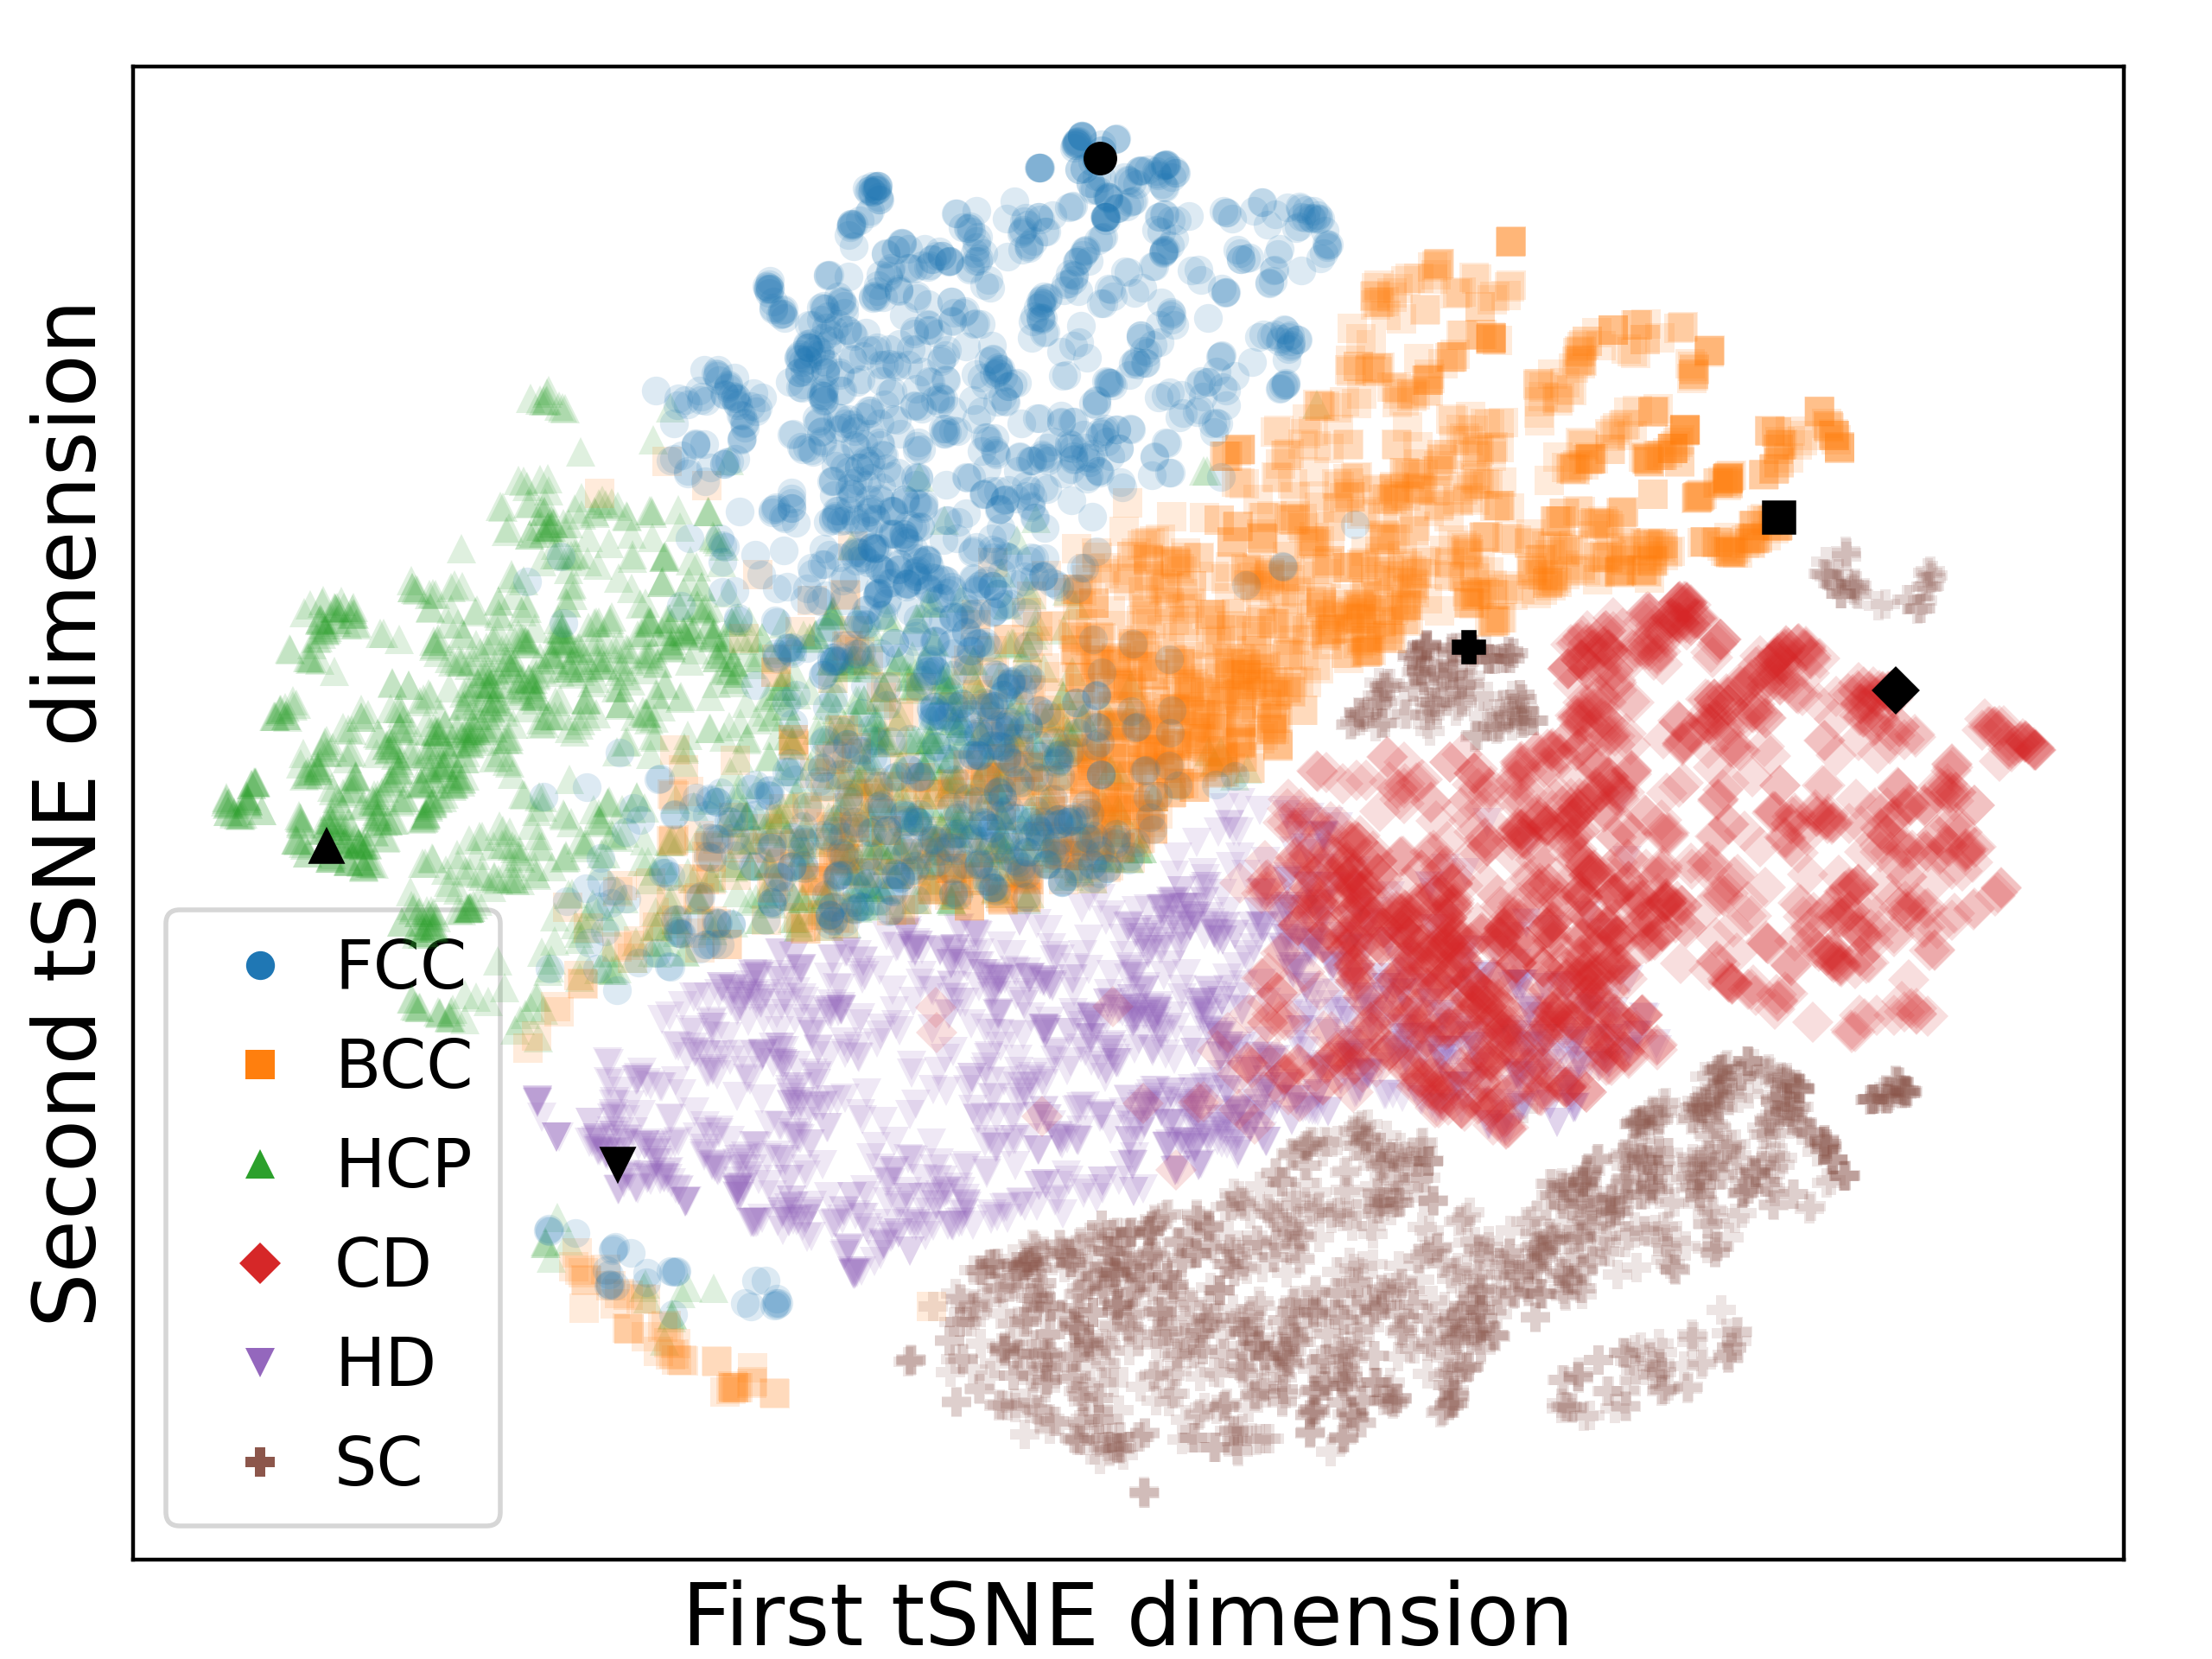 Second tSNE dimension
FCC
BCC
HCP
CD
HD
SC
First tSNE dimension